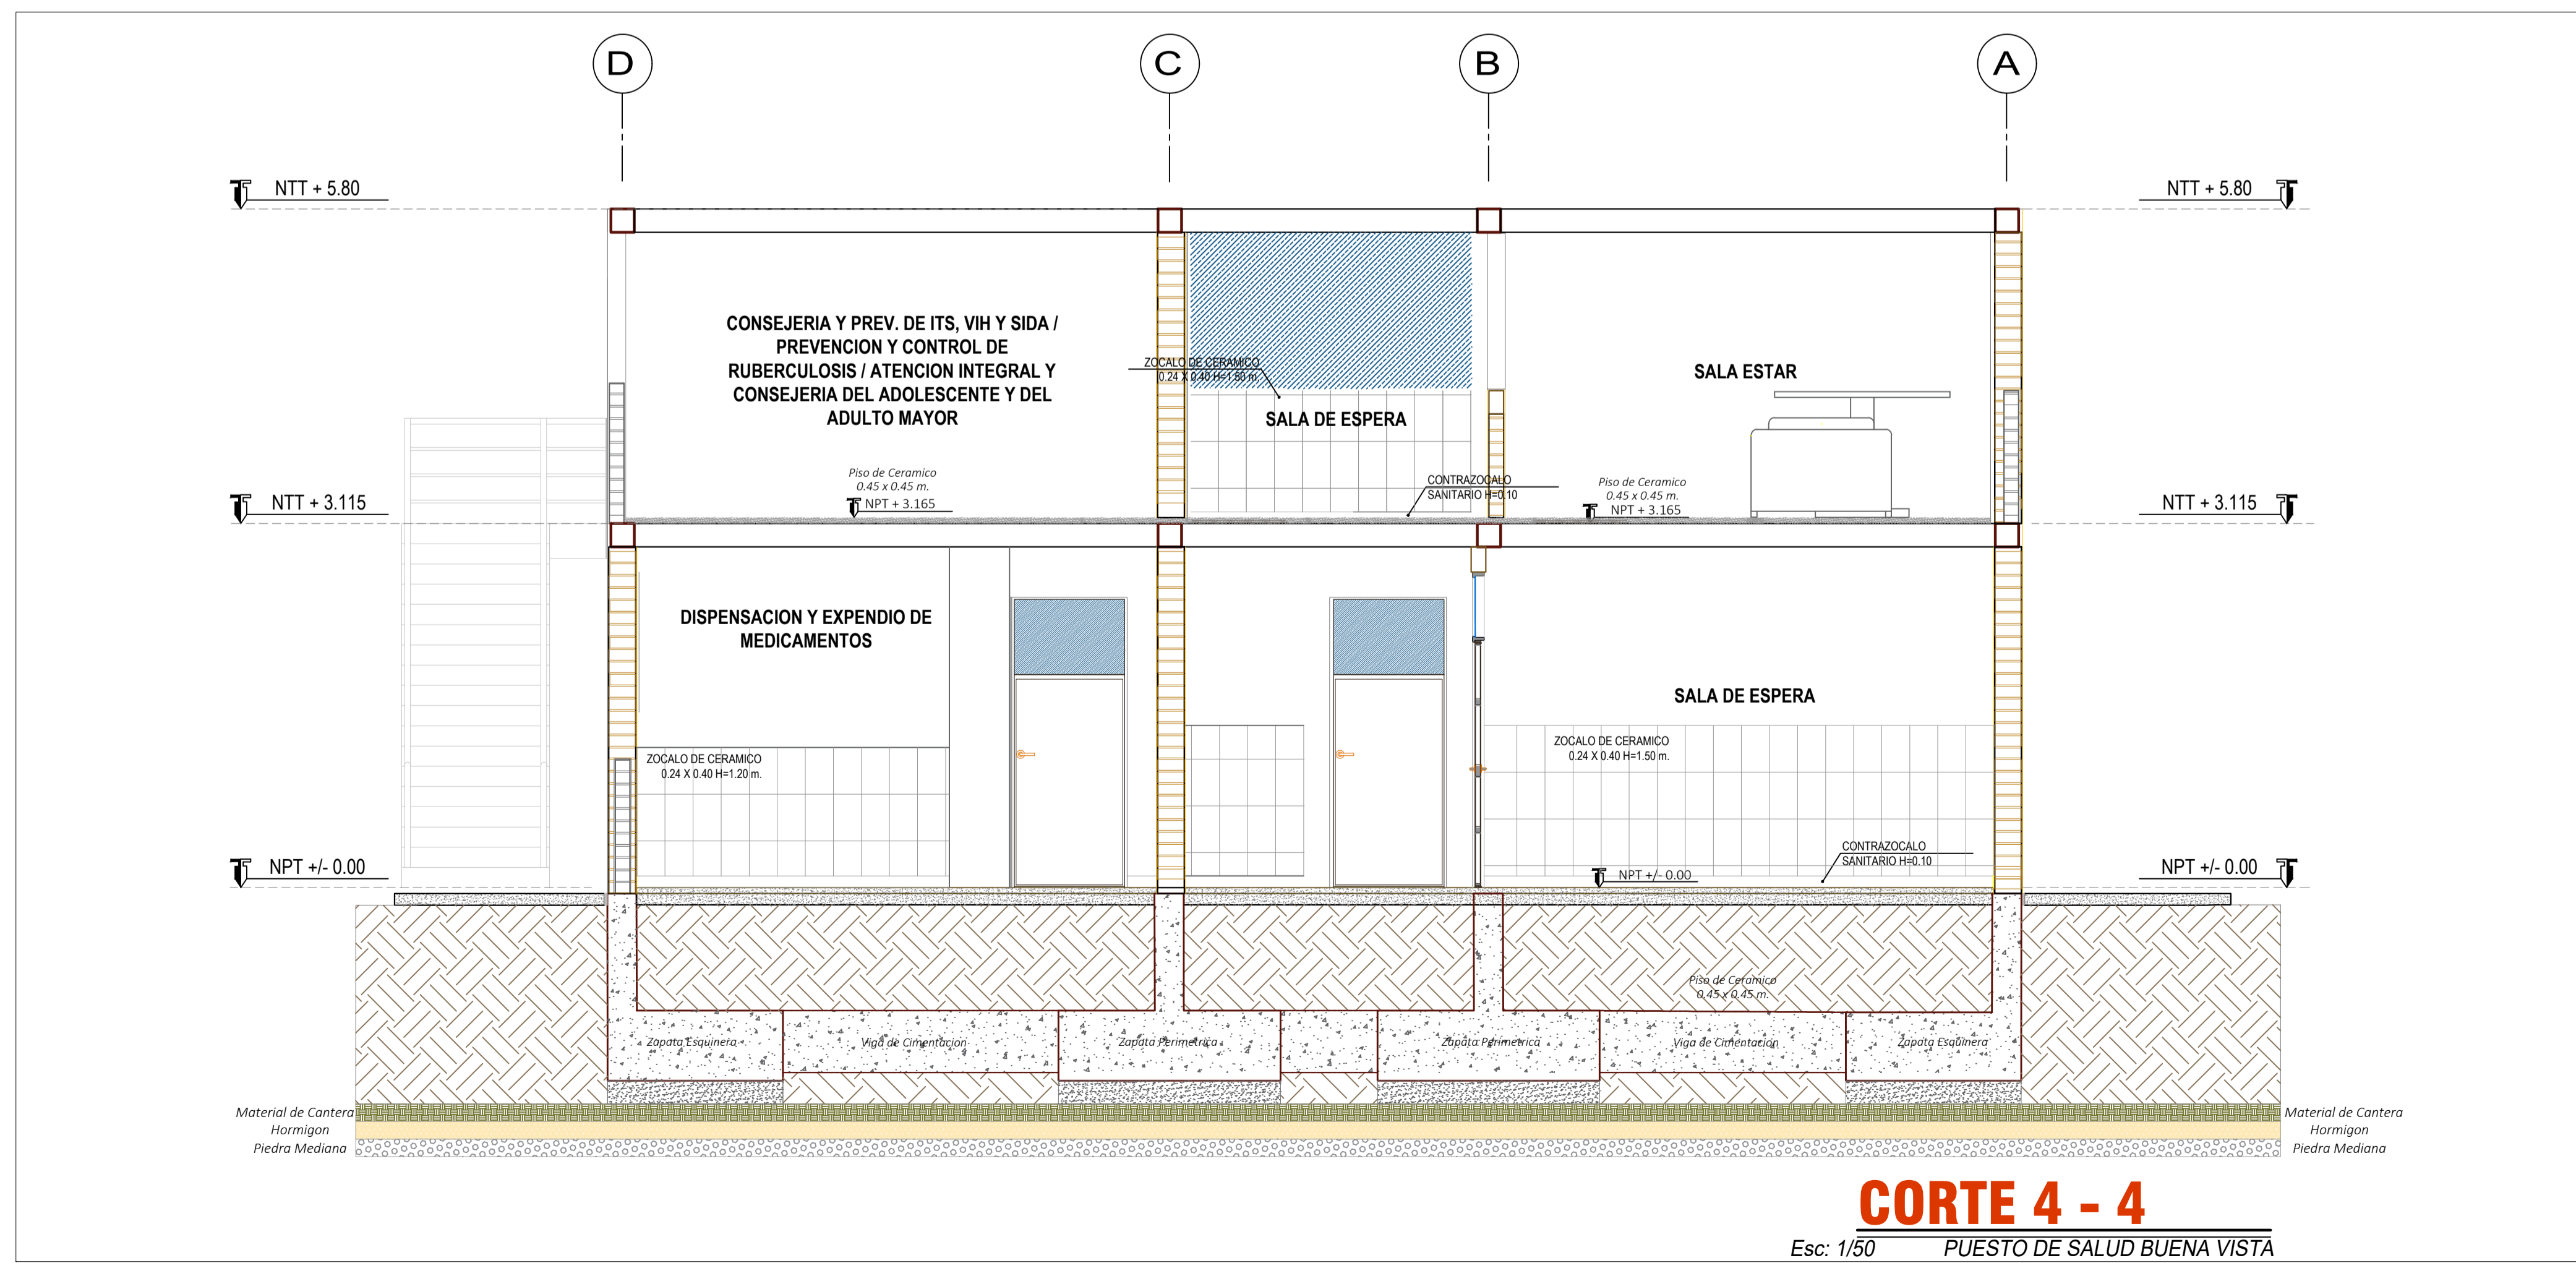 D
C
B
A
NTT + 5.80
NTT + 5.80
CONSEJERIA Y PREV. DE ITS, VIH Y SIDA /
PREVENCION Y CONTROL DE
RUBERCULOSIS / ATENCION INTEGRAL Y
CONSEJERIA DEL ADOLESCENTE Y DEL
ADULTO MAYOR
ZOCALO DE CERAMICO
0.24 X 0.40 H=1.50 m.
SALA DE ESPERA
SALA ESTAR
Piso de Ceramico
0.45 x 0.45 m.
NPT + 3.165
CONTRAZOCALO
SANITARIO H=0.10
Piso de Ceramico
0.45 x 0.45 m.
NPT + 3.165
NTT + 3.115
NTT + 3.115
DISPENSACION Y EXPENDIO DE
MEDICAMENTOS
SALA DE ESPERA
ZOCALO DE CERAMICO
0.24 X 0.40 H=1.20 m.
ZOCALO DE CERAMICO
0.24 X 0.40 H=1.50 m.
CONTRAZOCALO
SANITARIO H=0.10
NPT +/- 0.00
NPT +/- 0.00
NPT +/- 0.00
Piso de Ceramico
0.45 x 0.45 m.
Zapata Esquinera
Viga de Cimentacion
Zapata Perimetrica
Zapata Perimetrica
Viga de Cimentacion
Zapata Esquinera
Material de Cantera
Hormigon
Piedra Mediana
Material de Cantera
Hormigon
Piedra Mediana
CORTE 4 - 4
Esc: 1/50 PUESTO DE SALUD BUENA VISTA